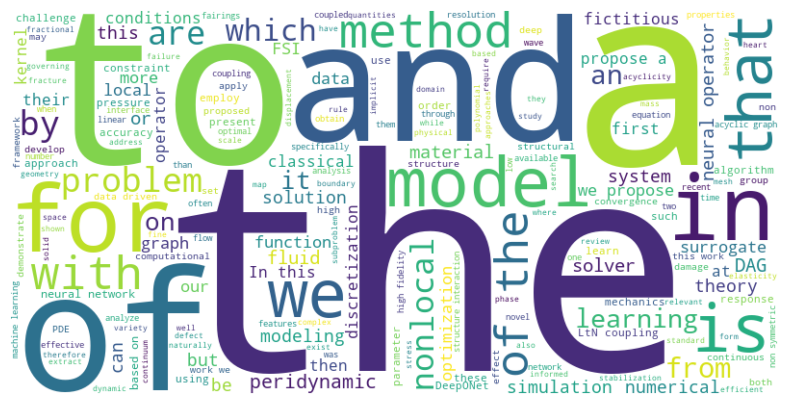 to
and
a
the
of
for
in
is
we
that
model
method
of the
with
by
are
which
problem
on
it
an
from
nonlocal
learning
can
be
but
our
or
this
their
more
local
data
DAG
FSI
conditions
challenge
kernel
fictitious
propose a
neural operator
operator
first
order
material
system
we propose
solver
surrogate
theory
at
simulation
numerical
optimization
discretization
peridynamic
modeling
fluid
solution
classical
function
graph
In this
then
based on
using
neural network
approach
accuracy
pressure
constraint
employ
present
proposed
apply
coupling
use
coupled
quantities
fairings
fractional
may
governing
failure
fracture
framework
when
develop
linear
interface
address
number
optimal
scale
rule
implicit
domain
wave
deep
resolution
have
based
require
approaches
polynomial
displacement
obtain
physical
through
while
them
study
they
structural
acyclicity
equation
mass
acyclic graph
non
symmetric
properties
heart
behavior
algorithm
mesh
group
recent
convergence
two
time
such
available
structure
specifically
analysis
boundary
map
set
than
geometry
data driven
often
flow
space
shown
solid
computational
demonstrate
machine learning
analyze
variety
PDE
effective
well
defect
therefore
naturally
extract
continuum
dynamic
features
complex
exist
was
work we
high
fine
subproblem
high fidelity
parameter
stress
these
DeepONet
structure interaction
low
where
search
review
learn
one
phase
novel
effect
also
network
informed
mechanics
ItN coupling
stabilization
this work
damage
elasticity
relevant
response
continuous
standard
form
both
efficient
non symmetric